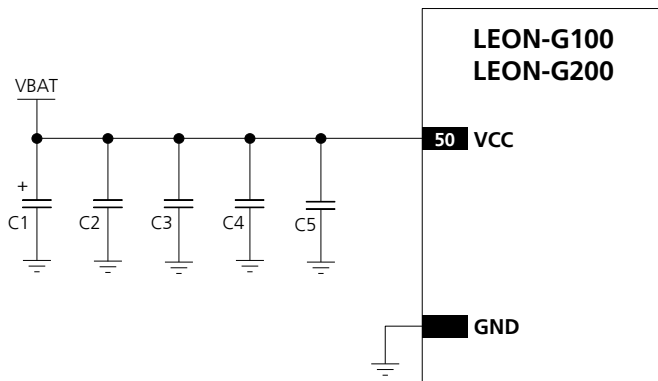 LEON-G100
LEON-G200
VBAT
50 VCC
+
C1 C2 C3 C4 C5
GND